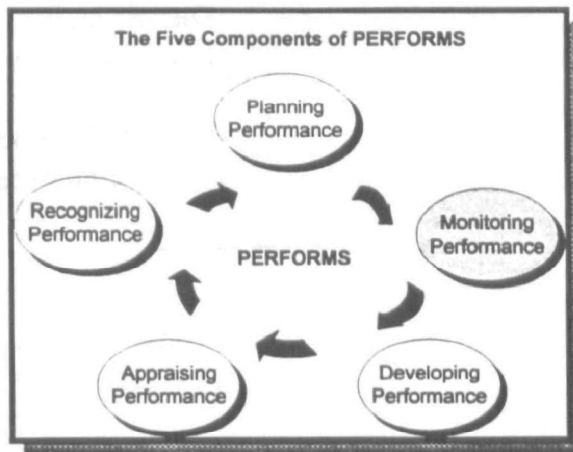 The Five Components of PERFORMS
Planning
Performance
Monitoring
Performance
Developing
Performance
Appraising
Performance
Recognizing
Performance
PERFORMS